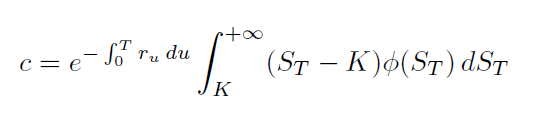 c = e^{-\int_0^T r_u \, du} \int_K^{+\infty} (S_T - K)\phi(S_T) \, dS_T